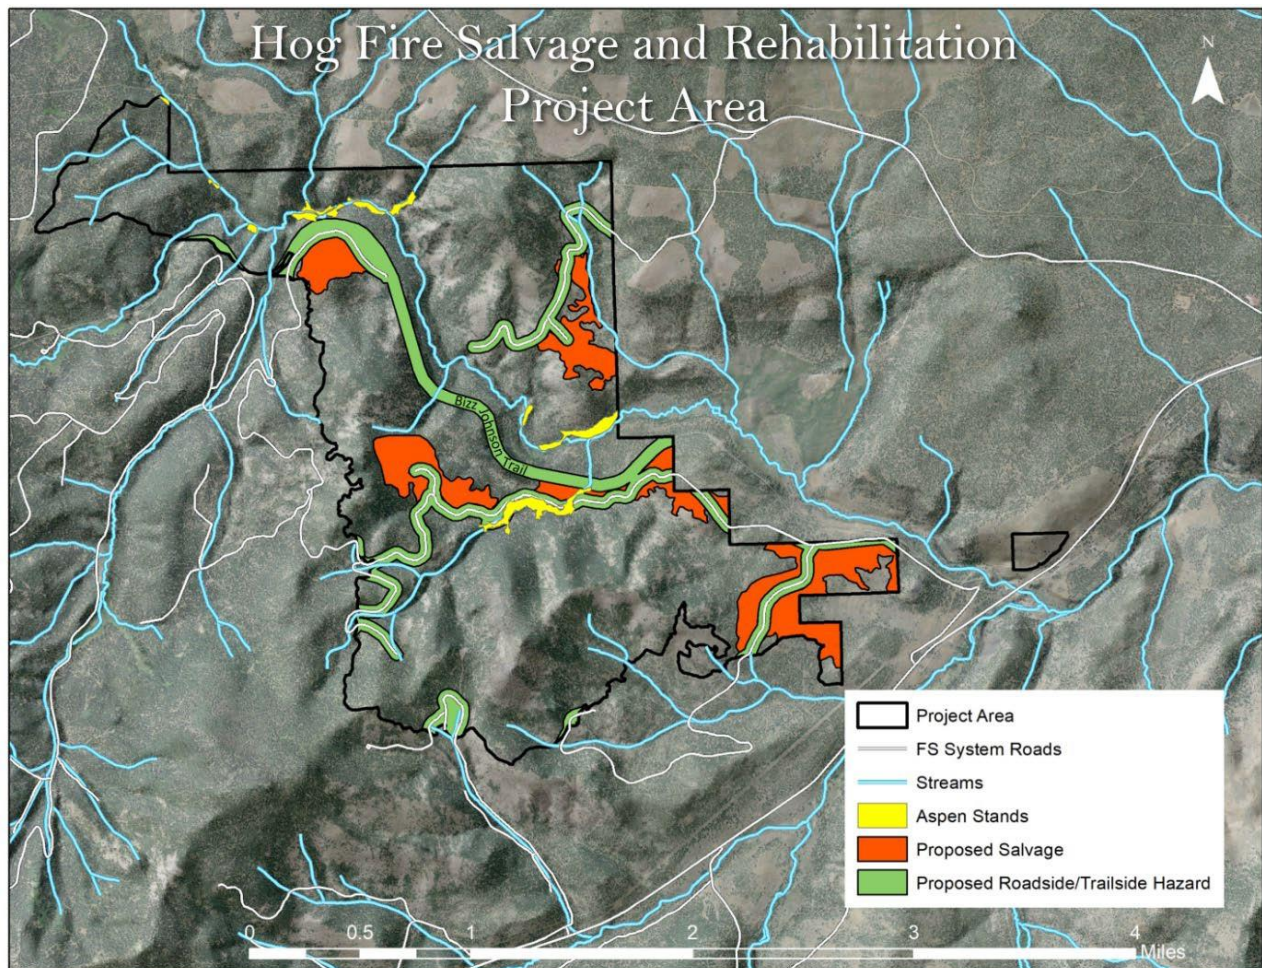 Hog Fire Salvage and Rehabilitation
Project Area
N
Bizz Johnson Trail
Project Area
FS System Roads
Streams
Aspen Stands
Proposed Salvage
Proposed Roadside/Trailside Hazard
0 0.5 1 2 3 4
Miles